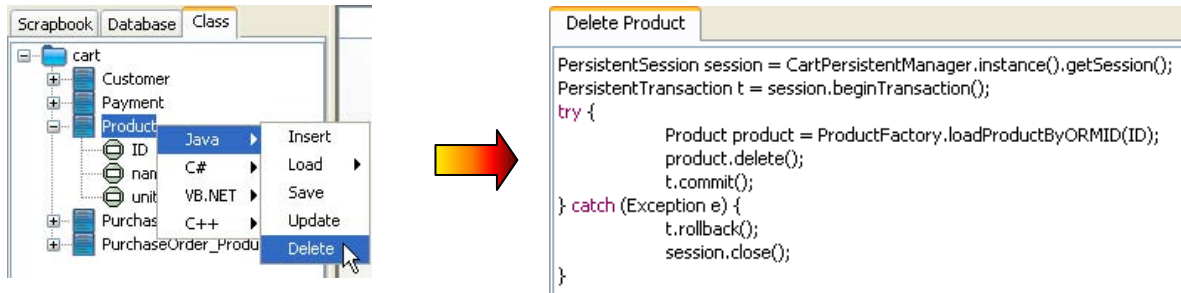 Scrapbook Database Class
cart
Customer
Payment
Product
ID
nam
unit
Purchas
PurchaseOrder_Produ
Java
C#
VB.NET
C++
Insert
Load
Save
Update
Delete
Delete Product
PersistentSession session = CartPersistentManager.instance().getSession();
PersistentTransaction t = session.beginTransaction();
try {
Product product = ProductFactory.loadProductByORMID(ID);
product.delete();
t.commit();
} catch (Exception e) {
t.rollback();
session.close();
}